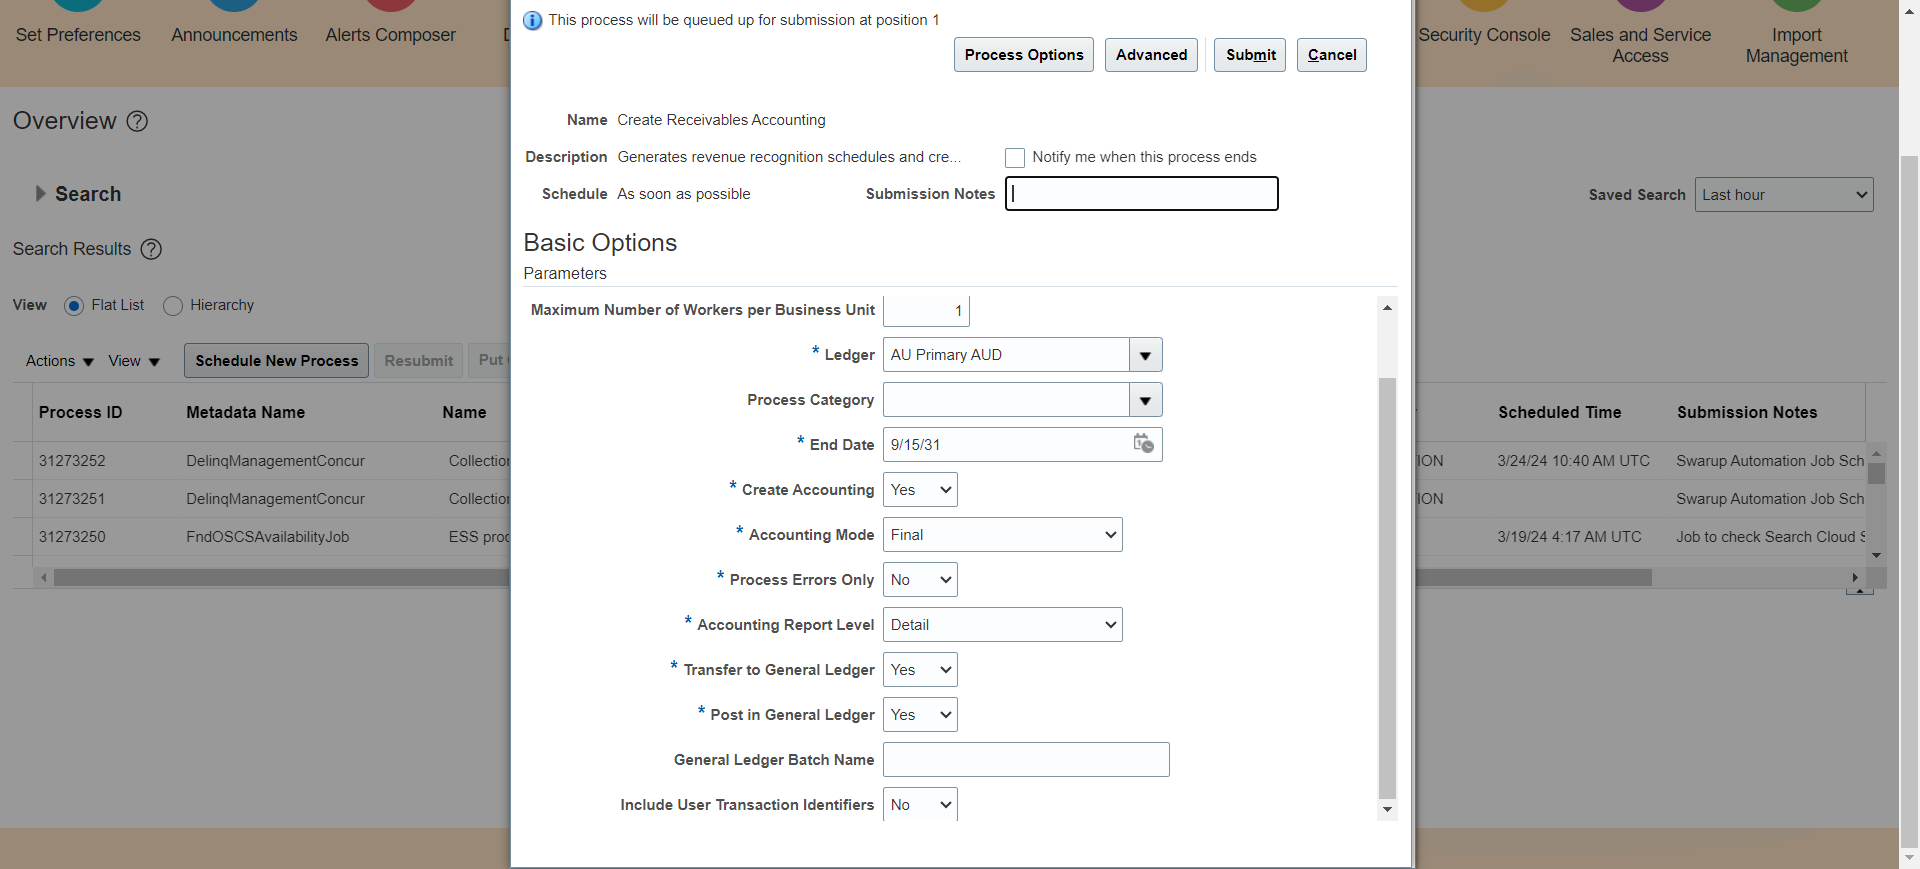 This process will be queued up for submission at position 1
Process Options Advanced Submit Cancel
Set Preferences Announcements Alerts Composer
Security Console Sales and Service Access Import Management
Overview
Name Create Receivables Accounting
Description Generates revenue recognition schedules and cre...
Notify me when this process ends
Schedule As soon as possible
Submission Notes
Search
Saved Search Last hour
Search Results
View Flat List Hierarchy
Basic Options
Parameters
Maximum Number of Workers per Business Unit 1
* Ledger AU Primary AUD
Process Category
* End Date 9/15/31
* Create Accounting Yes
* Accounting Mode Final
* Process Errors Only No
* Accounting Report Level Detail
* Transfer to General Ledger Yes
* Post in General Ledger Yes
General Ledger Batch Name
Include User Transaction Identifiers No
Actions View Schedule New Process Resubmit Put
Process ID Metadata Name Name Scheduled Time Submission Notes
31273252 DelinqManagementConcur Collection ION 3/24/24 10:40 AM UTC Swarup Automation Job Sch
31273251 DelinqManagementConcur Collection ION Swarup Automation Job Sch
31273250 FndOSCSAvailabilityJob ESS proc 3/19/24 4:17 AM UTC Job to check Search Cloud S